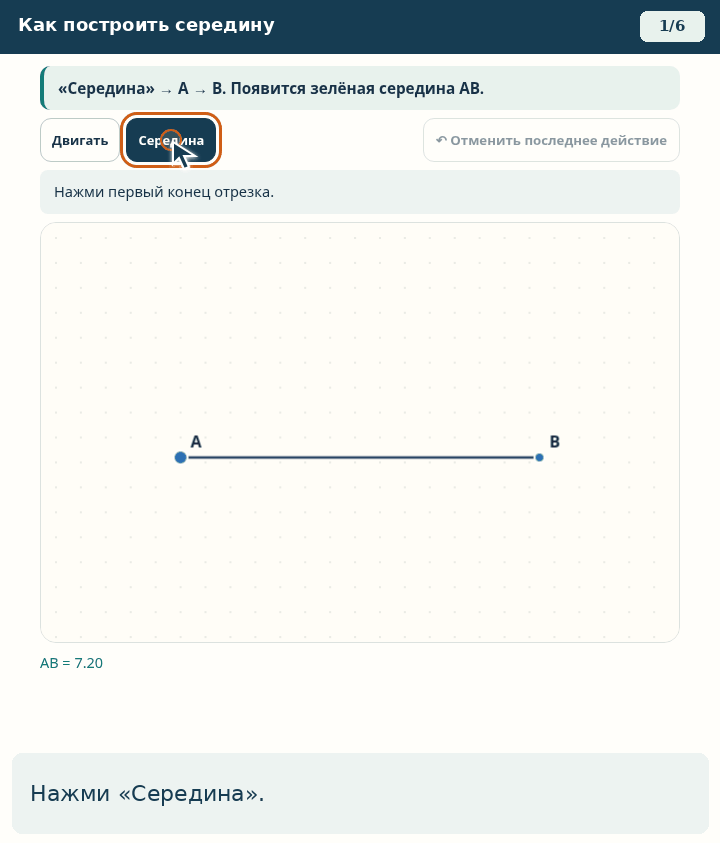 Как построить середину
1/6
«Середина» → A → B. Появится зелёная середина AB.
Двигать
Середина
↶ Отменить последнее действие
Нажми первый конец отрезка.
A
B
AB = 7.20
Нажми «Середина».